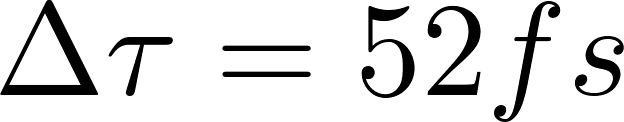 Δτ = 52fs